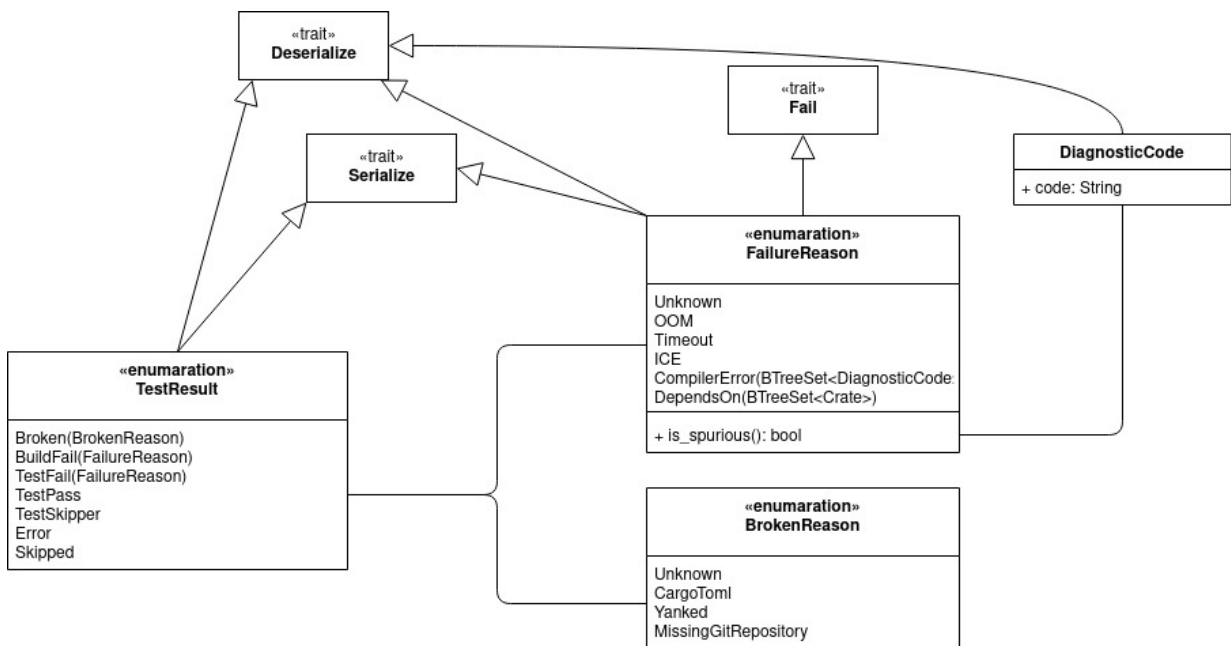 «trait»
Deserialize
«trait»
Fail
«trait»
Serialize
DiagnosticCode
+ code: String
«enumaration»
FailureReason
Unknown
OOM
Timeout
ICE
CompilerError(BTreeSet<DiagnosticCode
DependsOn(BTreeSet<Crate>)
+ is_spurious(): bool
«enumaration»
TestResult
Broken(BrokenReason)
BuildFail(FailureReason)
TestFail(FailureReason)
TestPass
TestSkipper
Error
Skipped
«enumaration»
BrokenReason
Unknown
CargoToml
Yanked
MissingGitRepository